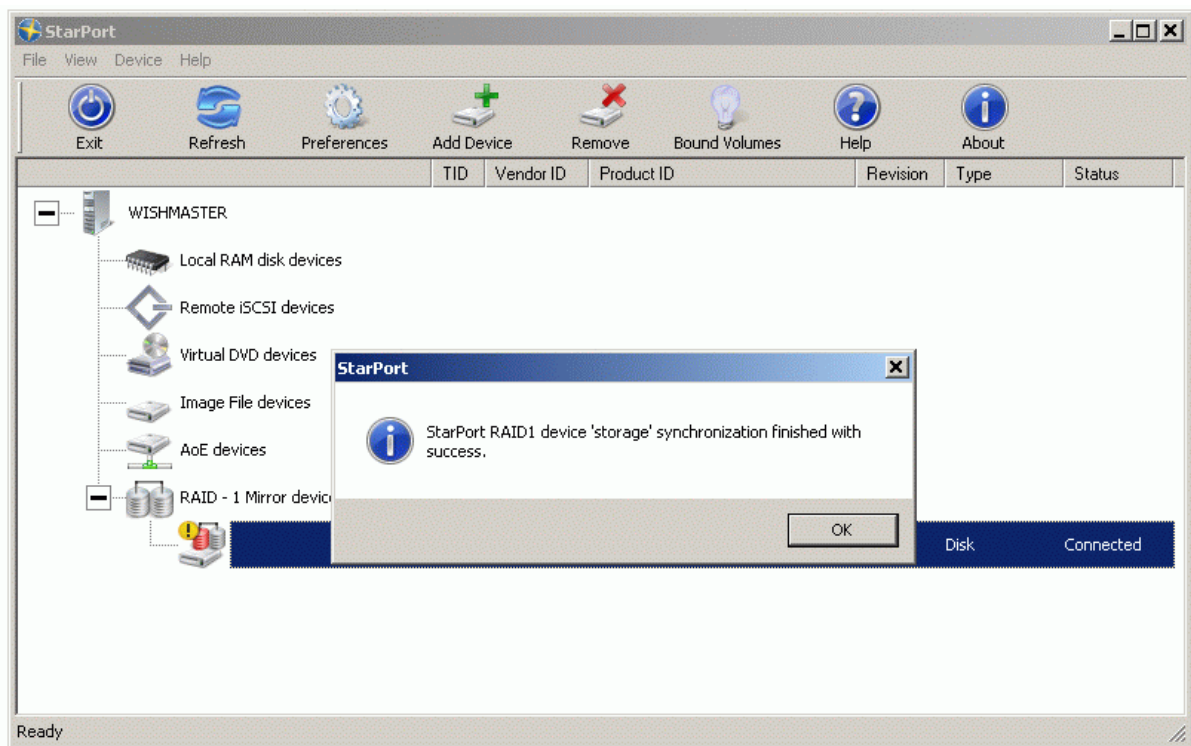 StarPort
File View Device Help
Exit Refresh Preferences Add Device Remove Bound Volumes Help About
TID Vendor ID Product ID Revision Type Status
WISHMASTER
Local RAM disk devices
Remote iSCSI devices
Virtual DVD devices
StarPort
Image File devices
StarPort RAID1 device 'storage' synchronization finished with
success.
AoE devices
RAID - 1 Mirror
OK
Disk Connected
Ready